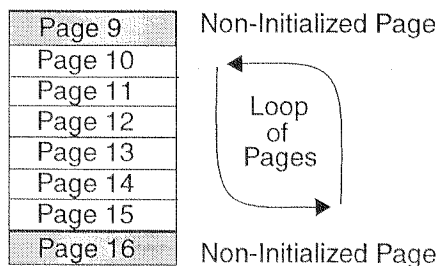 Page 9 Non-Initialized Page
Page 10
Page 11
Page 12
Page 13
Page 14
Page 15
Page 16 Non-Initialized Page
Loop
of
Pages